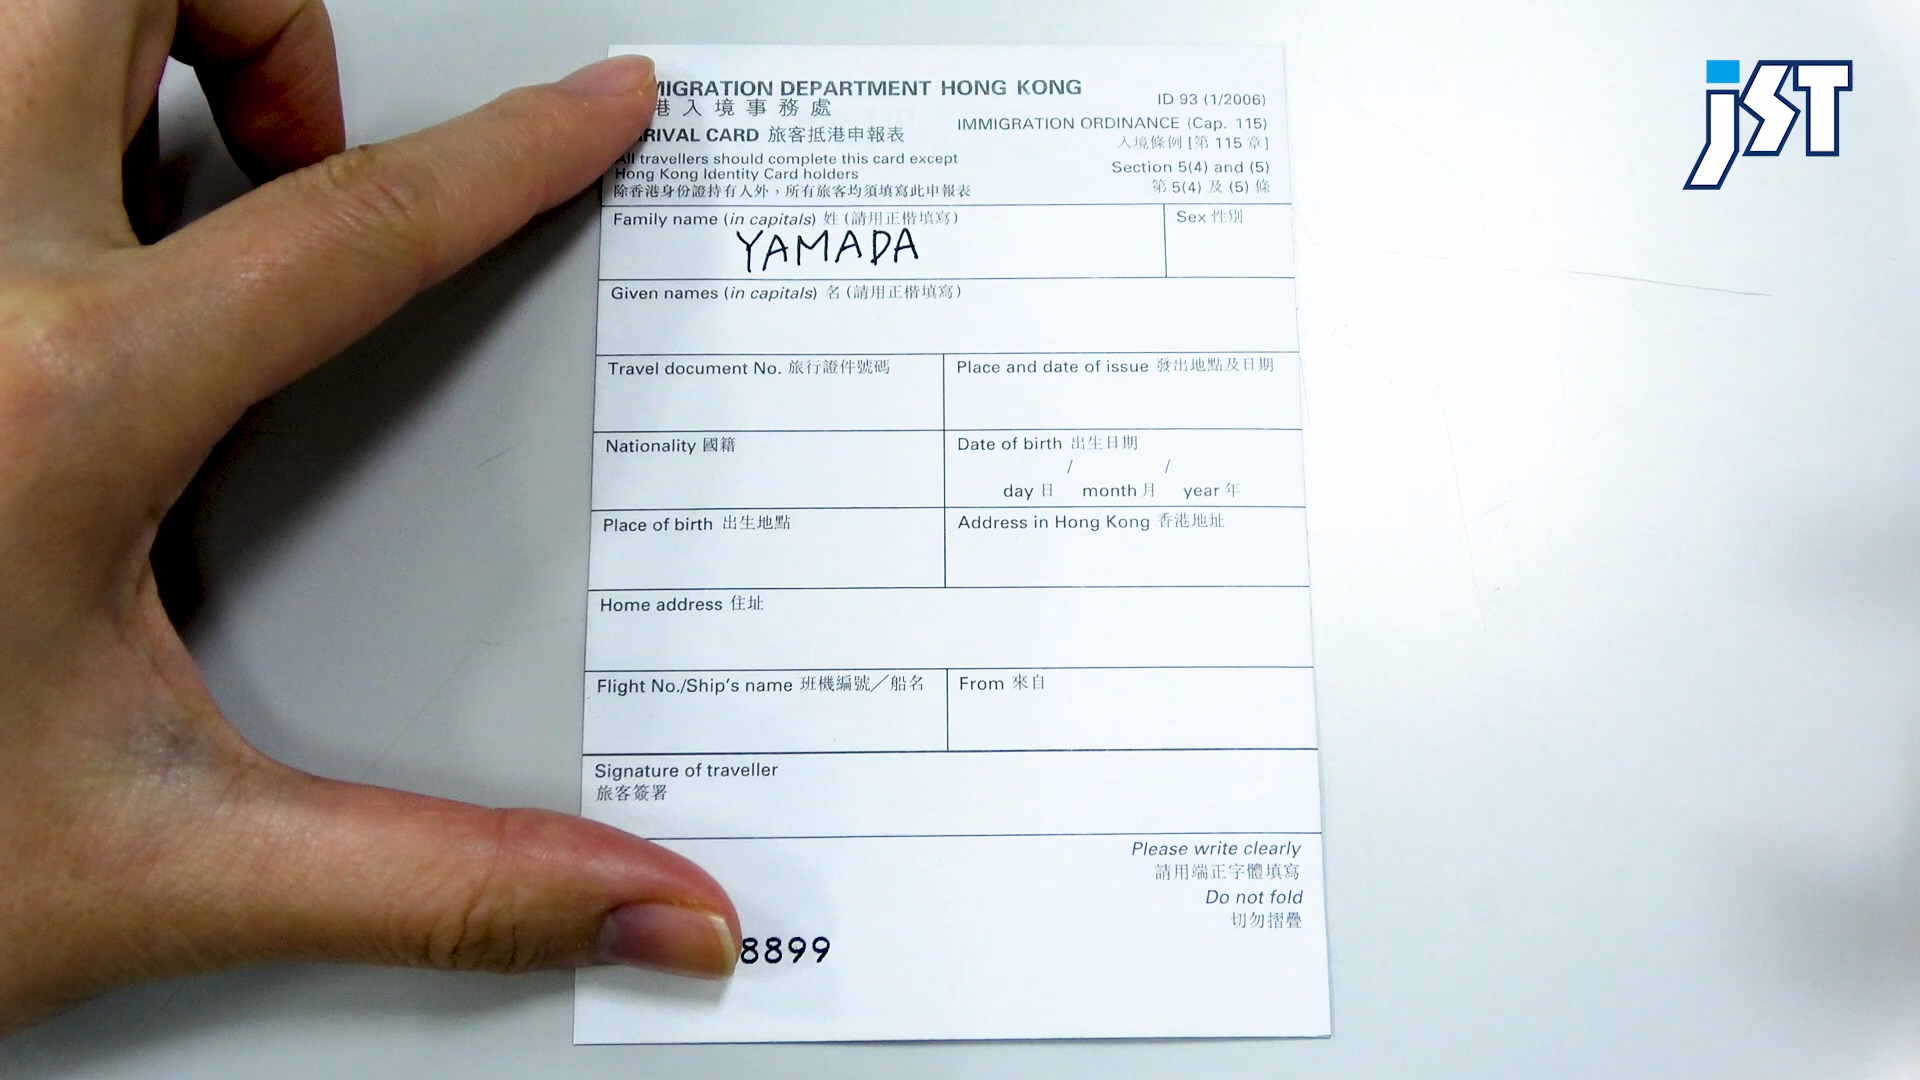 MIGRATION DEPARTMENT HONG KONG
港入境事務處
ID 93 (1/2006)
RIVAL CARD 旅客抵港申報表
IMMIGRATION ORDINANCE (Cap. 115)
入境條例 [第 115 章]
All travellers should complete this card except
Hong Kong Identity Card holders
Section 5(4) and (5)
除香港身份證持有人外，所有旅客均須填寫此申報表
第 5(4) 及 (5) 條
Family name (in capitals) 姓 (請用正楷填寫)
Sex 性別
YAMADA
Given names (in capitals) 名 (請用正楷填寫)
Travel document No. 旅行證件號碼
Place and date of issue 發出地點及日期
Nationality 國籍
Date of birth 出生日期
/ /
day 日 month 月 year 年
Place of birth 出生地點
Address in Hong Kong 香港地址
Home address 住址
Flight No./Ship's name 班機編號／船名
From 來自
Signature of traveller
旅客簽署
Please write clearly
請用端正字體填寫
Do not fold
切勿摺疊
8899
jST